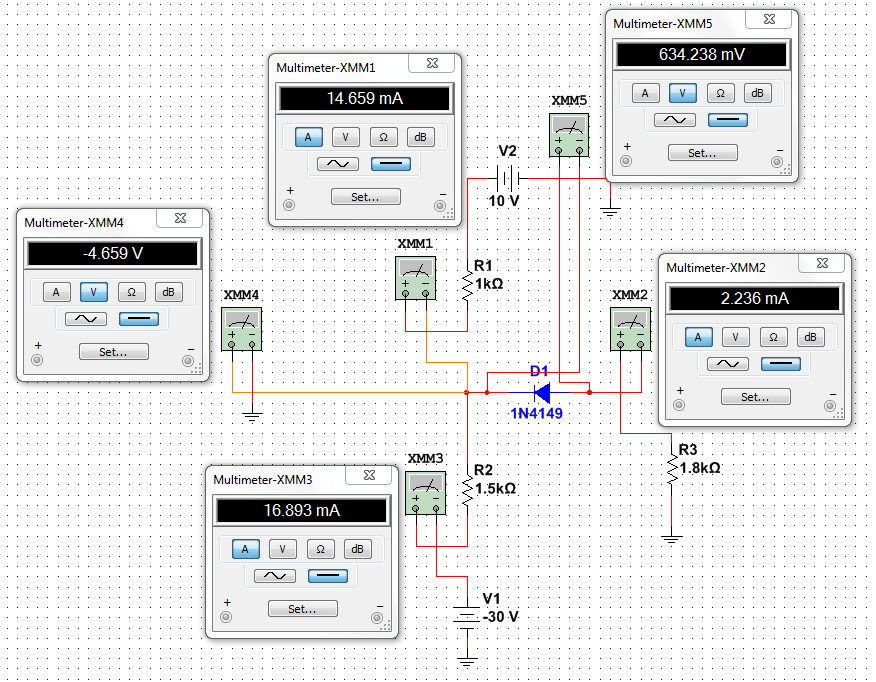 Multimeter-XMM5
634.238 mV
A V Ω dB
+ −
Set...
Multimeter-XMM1
14.659 mA
A V Ω dB
+ −
Set...
XMM5
+ −
V2
10 V
Multimeter-XMM4
-4.659 V
A V Ω dB
+ −
Set...
XMM1
+ −
R1
1kΩ
Multimeter-XMM2
2.236 mA
A V Ω dB
+ −
Set...
XMM4
+ −
XMM2
+ −
D1
1N4149
R3
1.8kΩ
XMM3
+ −
R2
1.5kΩ
Multimeter-XMM3
16.893 mA
A V Ω dB
+ −
Set...
V1
-30 V